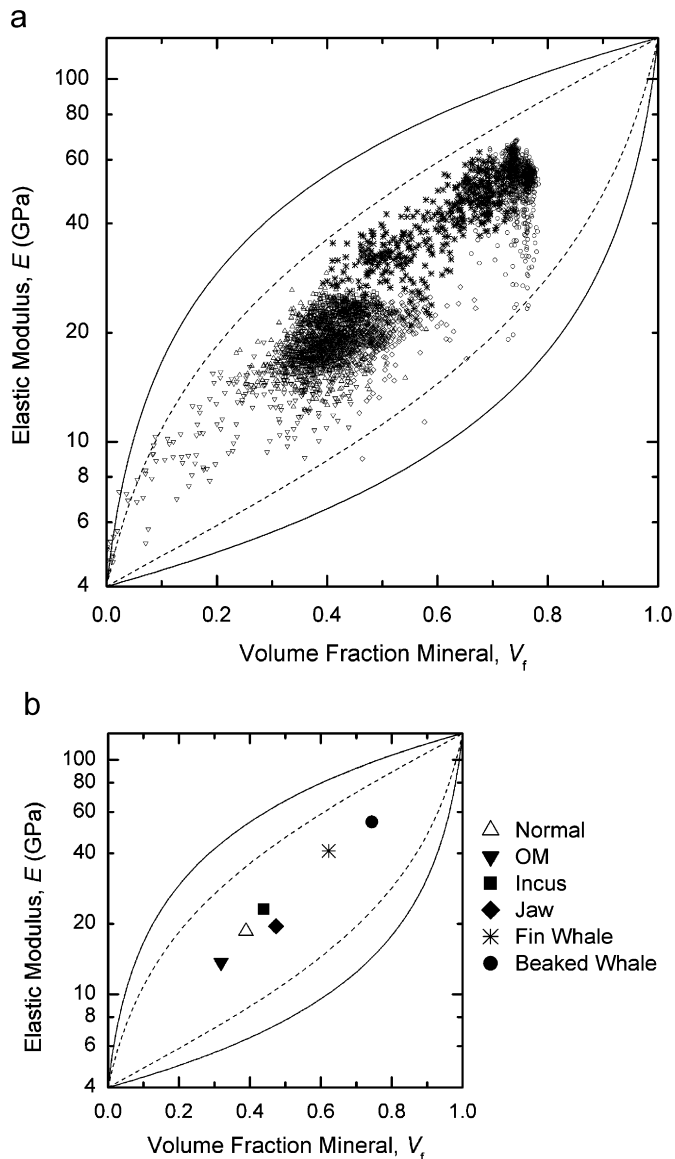 a
100
80
60
40
20
10
8
6
4
Elastic Modulus, E (GPa)
0.0 0.2 0.4 0.6 0.8 1.0
Volume Fraction Mineral, Vf
b
100
80
60
40
20
10
8
6
4
Elastic Modulus, E (GPa)
0.0 0.2 0.4 0.6 0.8 1.0
Volume Fraction Mineral, Vf
Normal
OM
Incus
Jaw
Fin Whale
Beaked Whale